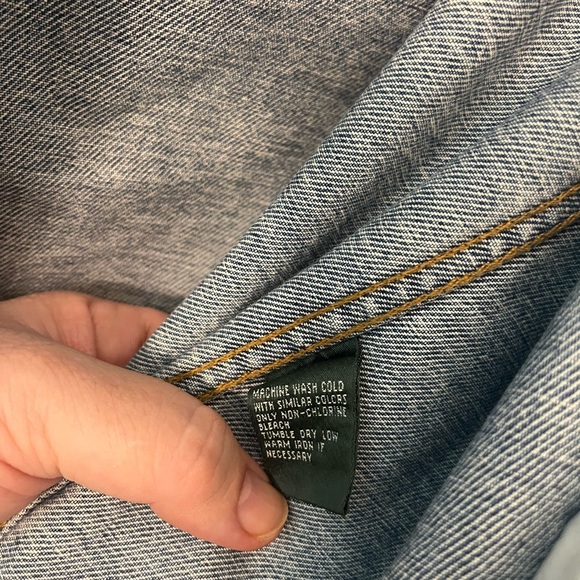 MACHINE WASH COLD
WITH SIMILAR COLORS
ONLY NON-CHLORINE
BLEACH
TUMBLE DRY LOW
WARM IRON IF
NECESSARY